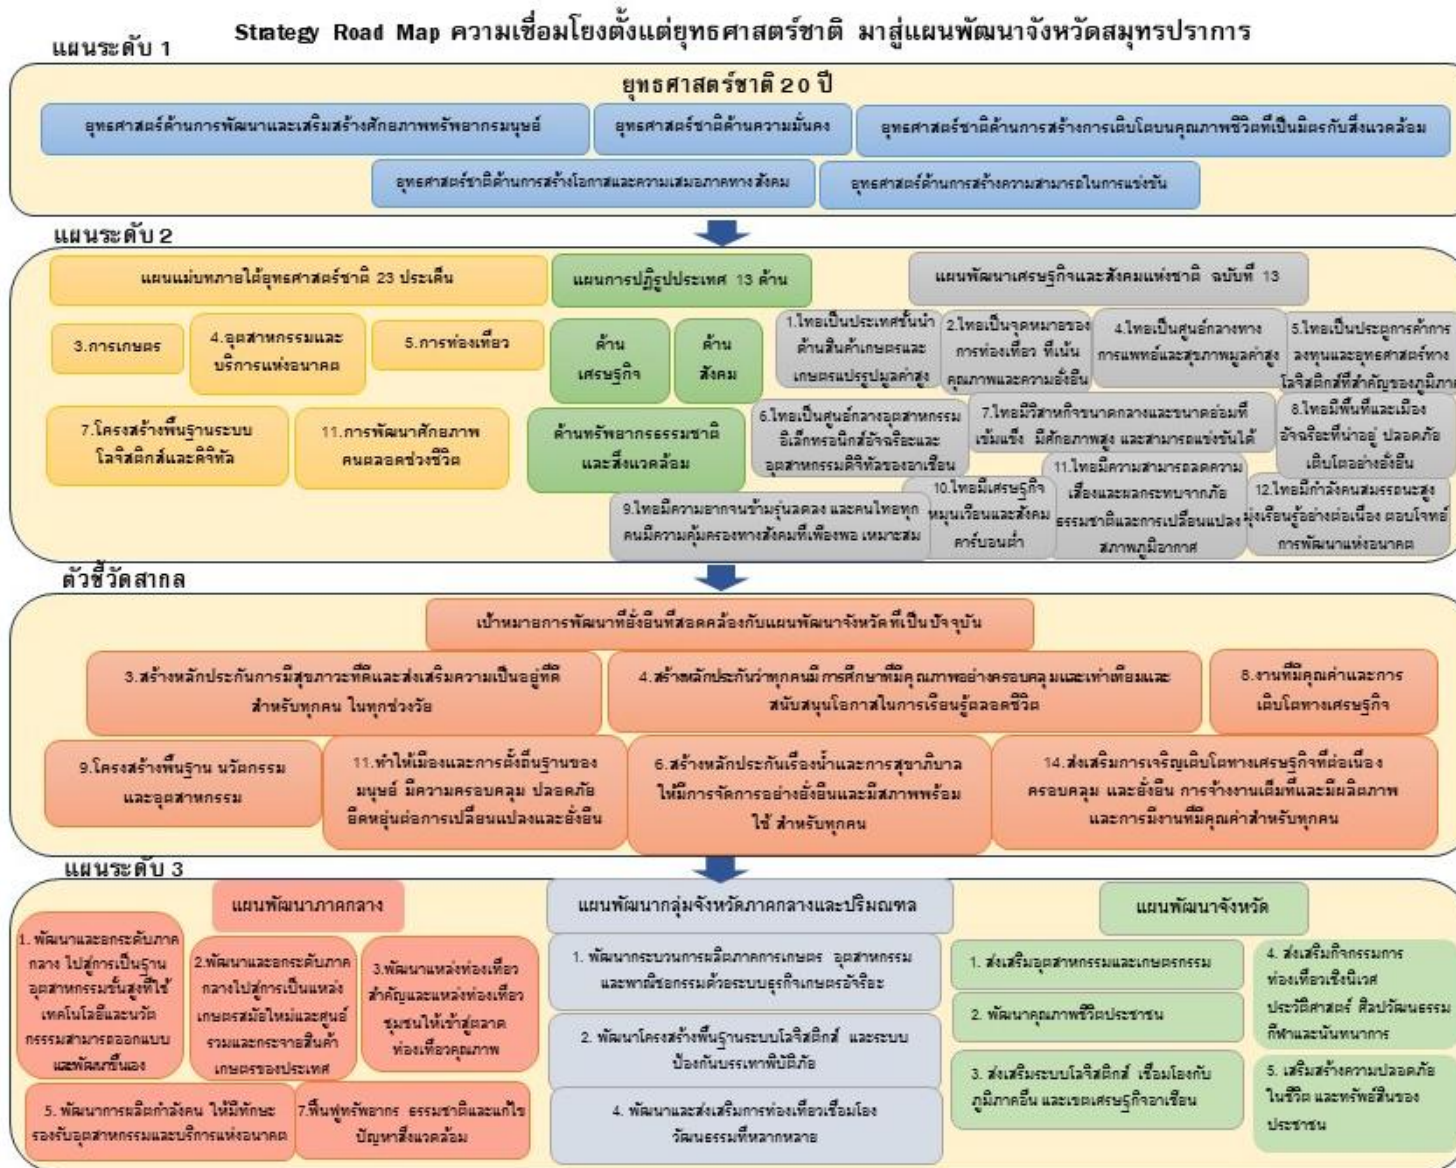 Strategy Road Map ความเชื่อมโยงตั้งแต่ยุทธศาสตร์ชาติ มาสู่แผนพัฒนาจังหวัดสมุทรปราการ
แผนระดับ 1
ยุทธศาสตร์ชาติ 20 ปี
ยุทธศาสตร์ด้านการพัฒนาและเสริมสร้างศักยภาพทรัพยากรมนุษย์
ยุทธศาสตร์ชาติด้านความมั่นคง
ยุทธศาสตร์ชาติด้านการสร้างการเติบโตบนคุณภาพชีวิตที่เป็นมิตรกับสิ่งแวดล้อม
ยุทธศาสตร์ชาติด้านการสร้างโอกาสและความเสมอภาคทางสังคม
ยุทธศาสตร์ด้านการสร้างความสามารถในการแข่งขัน
แผนระดับ 2
แผนแม่บทภายใต้ยุทธศาสตร์ชาติ 23 ประเด็น
3.การเกษตร
4.อุตสาหกรรมและ
บริการแห่งอนาคต
5.การท่องเที่ยว
7.โครงสร้างพื้นฐานระบบ
โลจิสติกส์และดิจิทัล
11.การพัฒนาศักยภาพ
คนตลอดช่วงชีวิต
แผนการปฏิรูปประเทศ 13 ด้าน
ด้าน
เศรษฐกิจ
ด้าน
สังคม
ด้านทรัพยากรธรรมชาติ
และสิ่งแวดล้อม
แผนพัฒนาเศรษฐกิจและสังคมแห่งชาติ ฉบับที่ 13
1.ไทยเป็นประเทศชั้นนำ
ด้านสินค้าเกษตรและ
เกษตรแปรรูปมูลค่าสูง
2.ไทยเป็นจุดหมายของ
การท่องเที่ยว ที่เน้น
คุณภาพและความยั่งยืน
4.ไทยเป็นศูนย์กลางทาง
การแพทย์และสุขภาพมูลค่าสูง
5.ไทยเป็นประตูการค้าการ
ลงทุนและยุทธศาสตร์ทาง
โลจิสติกส์ที่สำคัญของภูมิภาค
6.ไทยเป็นศูนย์กลางอุตสาหกรรม
อิเล็กทรอนิกส์อัจฉริยะและ
อุตสาหกรรมดิจิทัลของอาเซียน
7.ไทยมีวิสาหกิจขนาดกลางและขนาดย่อมที่
เข้มแข็ง มีศักยภาพสูง และสามารถแข่งขันได้
8.ไทยมีพื้นที่และเมือง
อัจฉริยะที่น่าอยู่ ปลอดภัย
เติบโตอย่างยั่งยืน
9.ไทยมีความยากจนข้ามรุ่นลดลง และคนไทยทุก
คนมีความคุ้มครองทางสังคมที่เพียงพอ เหมาะสม
10.ไทยมีเศรษฐกิจ
หมุนเวียนและสังคม
คาร์บอนต่ำ
11.ไทยมีความสามารถลดความ
เสี่ยงและผลกระทบจากภัย
ธรรมชาติและการเปลี่ยนแปลง
สภาพภูมิอากาศ
12.ไทยมีกำลังคนสมรรถนะสูง
มุ่งเรียนรู้อย่างต่อเนื่อง ตอบโจทย์
การพัฒนาแห่งอนาคต
ตัวชี้วัดสากล
เป้าหมายการพัฒนาที่ยั่งยืนที่สอดคล้องกับแผนพัฒนาจังหวัดที่เป็นปัจจุบัน
3.สร้างหลักประกันการมีสุขภาวะที่ดีและส่งเสริมความเป็นอยู่ที่ดี
สำหรับทุกคน ในทุกช่วงวัย
4.สร้างหลักประกันว่าทุกคนมีการศึกษาที่มีคุณภาพอย่างครอบคลุมและเท่าเทียมและ
สนับสนุนโอกาสในการเรียนรู้ตลอดชีวิต
8.งานที่มีคุณค่าและการ
เติบโตทางเศรษฐกิจ
9.โครงสร้างพื้นฐาน นวัตกรรม
และอุตสาหกรรม
11.ทำให้เมืองและการตั้งถิ่นฐานของ
มนุษย์ มีความครอบคลุม ปลอดภัย
ยืดหยุ่นต่อการเปลี่ยนแปลงและยั่งยืน
6.สร้างหลักประกันเรื่องน้ำและการสุขาภิบาล
ให้มีการจัดการอย่างยั่งยืนและมีสภาพพร้อม
ใช้ สำหรับทุกคน
14.ส่งเสริมการเจริญเติบโตทางเศรษฐกิจที่ต่อเนื่อง
ครอบคลุม และยั่งยืน การจ้างงานเต็มที่และมีผลิตภาพ
และการมีงานที่มีคุณค่าสำหรับทุกคน
แผนระดับ 3
แผนพัฒนาภาคกลาง
1. พัฒนาและยกระดับภาค
กลาง ไปสู่การเป็นฐาน
อุตสาหกรรมขั้นสูงที่ใช้
เทคโนโลยีและนวัต
กรรรมสามารถออกแบบ
และพัฒนาขึ้นเอง
2.พัฒนาและยกระดับภาค
กลางไปสู่การเป็นแหล่ง
เกษตรสมัยใหม่และศูนย์
รวมและกระจายสินค้า
เกษตรของประเทศ
3.พัฒนาแหล่งท่องเที่ยว
สำคัญและแหล่งท่องเที่ยว
ชุมชนให้เข้าสู่ตลาด
ท่องเที่ยวคุณภาพ
5. พัฒนาการผลิตกำลังคน ให้มีทักษะ
รองรับอุตสาหกรรมและบริการแห่งอนาคต
7.ฟื้นฟูทรัพยากร ธรรมชาติและแก้ไข
ปัญหาสิ่งแวดล้อม
แผนพัฒนากลุ่มจังหวัดภาคกลางและปริมณฑล
1. พัฒนากระบวนการผลิตภาคการเกษตร อุตสาหกรรม
และพาณิชยกรรมด้วยระบบธุรกิจเกษตรอัจริยะ
2. พัฒนาโครงสร้างพื้นฐานระบบโลจิสติกส์ และระบบ
ป้องกันบรรเทาพิบัติภัย
4. พัฒนาและส่งเสริมการท่องเที่ยวเชื่อมโยง
วัฒนธรรมที่หลากหลาย
แผนพัฒนาจังหวัด
1. ส่งเสริมอุตสาหกรรมและเกษตรกรรม
2. พัฒนาคุณภาพชีวิตประชาชน
3. ส่งเสริมระบบโลจิสติกส์ เชื่อมโยงกับ
ภูมิภาคอื่น และเขตเศรษฐกิจอาเซียน
4. ส่งเสริมกิจกรรมการ
ท่องเที่ยวเชิงนิเวศ
ประวัติศาสตร์ ศิลปวัฒนธรรม
กีฬาและนันทนาการ
5. เสริมสร้างความปลอดภัย
ในชีวิต และทรัพย์สินของ
ประชาชน